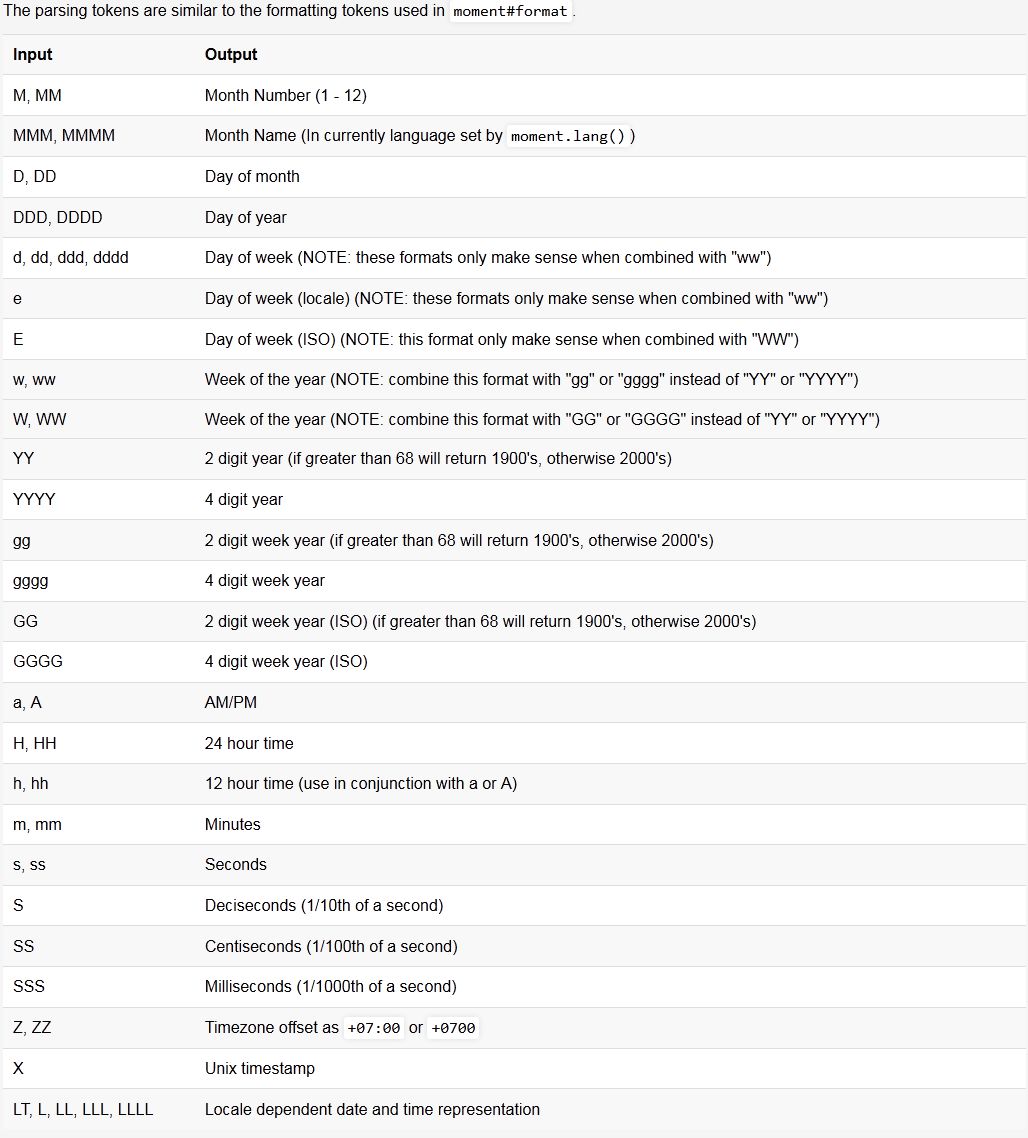 The parsing tokens are similar to the formatting tokens used in moment#format.
Input Output
M, MM Month Number (1 - 12)
MMM, MMMM Month Name (In currently language set by moment.lang() )
D, DD Day of month
DDD, DDDD Day of year
d, dd, ddd, dddd Day of week (NOTE: these formats only make sense when combined with "ww")
e Day of week (locale) (NOTE: these formats only make sense when combined with "ww")
E Day of week (ISO) (NOTE: this format only make sense when combined with "WW")
w, ww Week of the year (NOTE: combine this format with "gg" or "gggg" instead of "YY" or "YYYY")
W, WW Week of the year (NOTE: combine this format with "GG" or "GGGG" instead of "YY" or "YYYY")
YY 2 digit year (if greater than 68 will return 1900's, otherwise 2000's)
YYYY 4 digit year
gg 2 digit week year (if greater than 68 will return 1900's, otherwise 2000's)
gggg 4 digit week year
GG 2 digit week year (ISO) (if greater than 68 will return 1900's, otherwise 2000's)
GGGG 4 digit week year (ISO)
a, A AM/PM
H, HH 24 hour time
h, hh 12 hour time (use in conjunction with a or A)
m, mm Minutes
s, ss Seconds
S Deciseconds (1/10th of a second)
SS Centiseconds (1/100th of a second)
SSS Milliseconds (1/1000th of a second)
Z, ZZ Timezone offset as +07:00 or +0700
X Unix timestamp
LT, L, LL, LLL, LLLL Locale dependent date and time representation